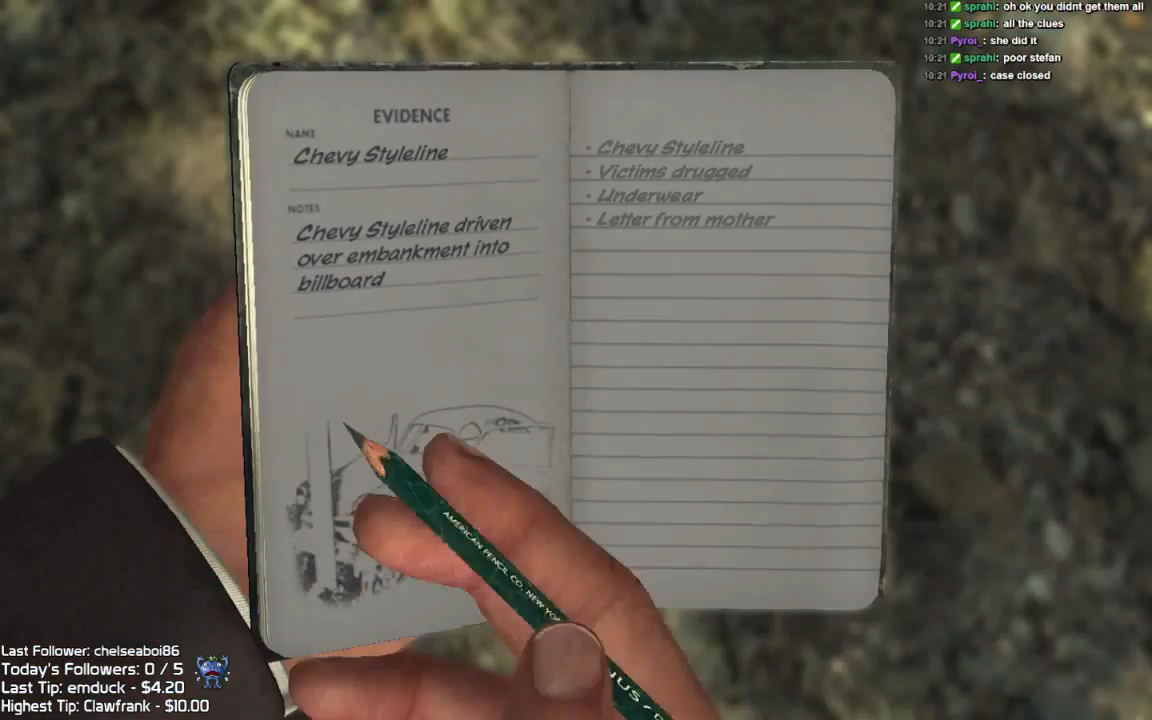 10:21 sprahl: oh ok you didnt get them all
10:21 sprahl: all the clues
10:21 Pyroi_: she did it
10:21 sprahl: poor stefan
10:21 Pyroi_: case closed
EVIDENCE
NAME
Chevy Styleline
NOTES
Chevy Styleline driven
over embankment into
billboard
· Chevy Styleline
· Victims drugged
· Underwear
· Letter from mother
AMERICAN PENCIL CO. NEW YO
Last Follower: chelseaboi86
Today's Followers: 0 / 5
Last Tip: emduck - $4.20
Highest Tip: Clawfrank - $10.00